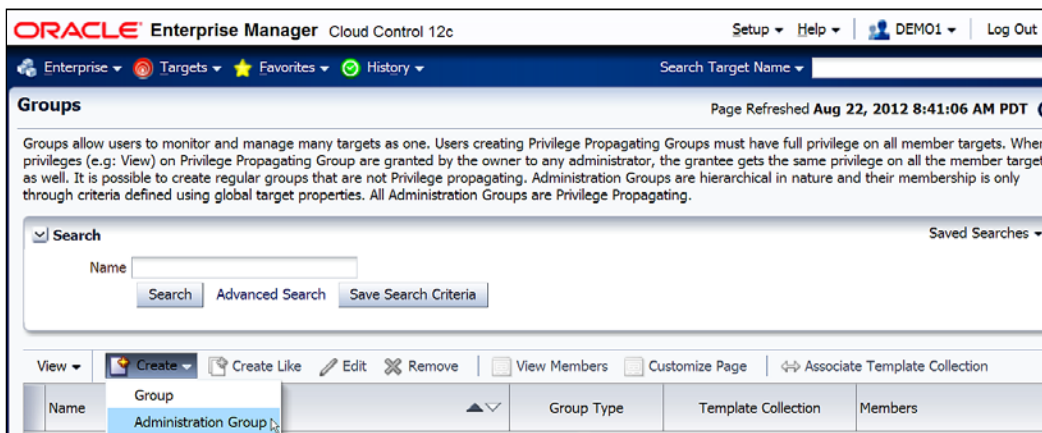 ORACLE Enterprise Manager Cloud Control 12c Setup Help DEMO1 Log Out
Enterprise Targets Favorites History Search Target Name
Groups Page Refreshed Aug 22, 2012 8:41:06 AM PDT
Groups allow users to monitor and manage many targets as one. Users creating Privilege Propagating Groups must have full privilege on all member targets.
privileges (e.g: View) on Privilege Propagating Group are granted by the owner to any administrator, the grantee gets the same privilege on all the member
as well. It is possible to create regular groups that are not Privilege propagating. Administration Groups are hierarchical in nature and their membership is only
through criteria defined using global target properties. All Administration Groups are Privilege Propagating.
Search Saved Searches
Name
Search Advanced Search Save Search Criteria
View Create Create Like Edit Remove View Members Customize Page Associate Template Collection
Group
Name Group Type Template Collection Members
Administration Group